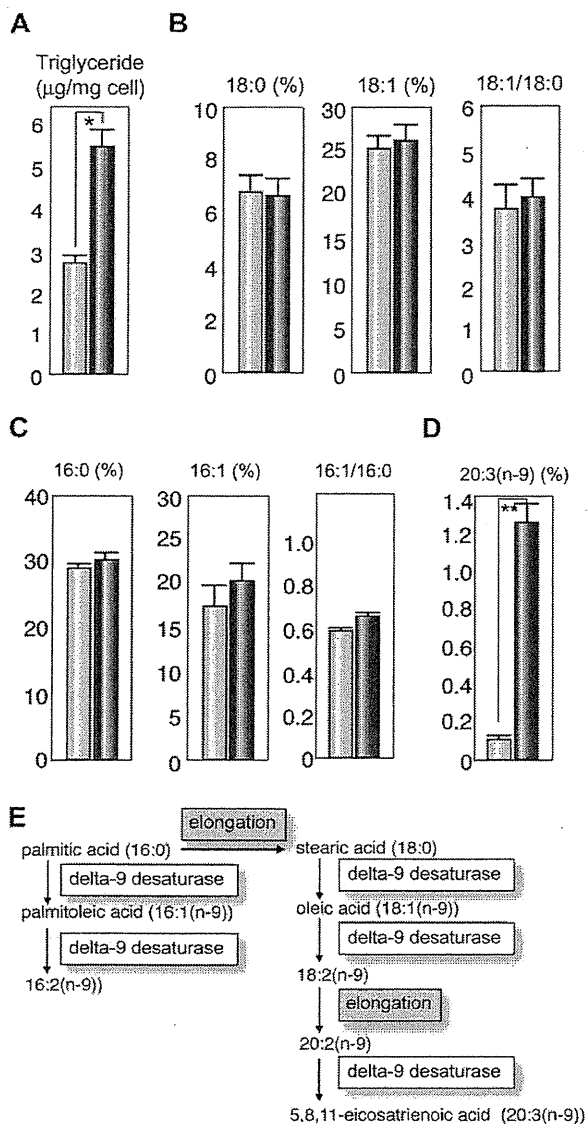 A
Triglyceride
(μg/mg cell)
6
5
4
3
2
1
0
*
B
18:0 (%)
10
8
6
4
2
0
18:1 (%)
30
25
20
15
10
5
0
18:1/18:0
6
5
4
3
2
1
0
C
16:0 (%)
40
30
20
10
0
16:1 (%)
30
25
20
15
10
5
0
16:1/16:0
1.0
0.8
0.6
0.4
0.2
0
D
20:3(n-9) (%)
1.4
1.2
1.0
0.8
0.6
0.4
0.2
0
**
E
elongation
palmitic acid (16:0)
stearic acid (18:0)
delta-9 desaturase
delta-9 desaturase
palmitoleic acid (16:1(n-9))
oleic acid (18:1(n-9))
delta-9 desaturase
delta-9 desaturase
16:2(n-9))
18:2(n-9)
elongation
20:2(n-9)
delta-9 desaturase
5,8,11-eicosatrienoic acid (20:3(n-9))